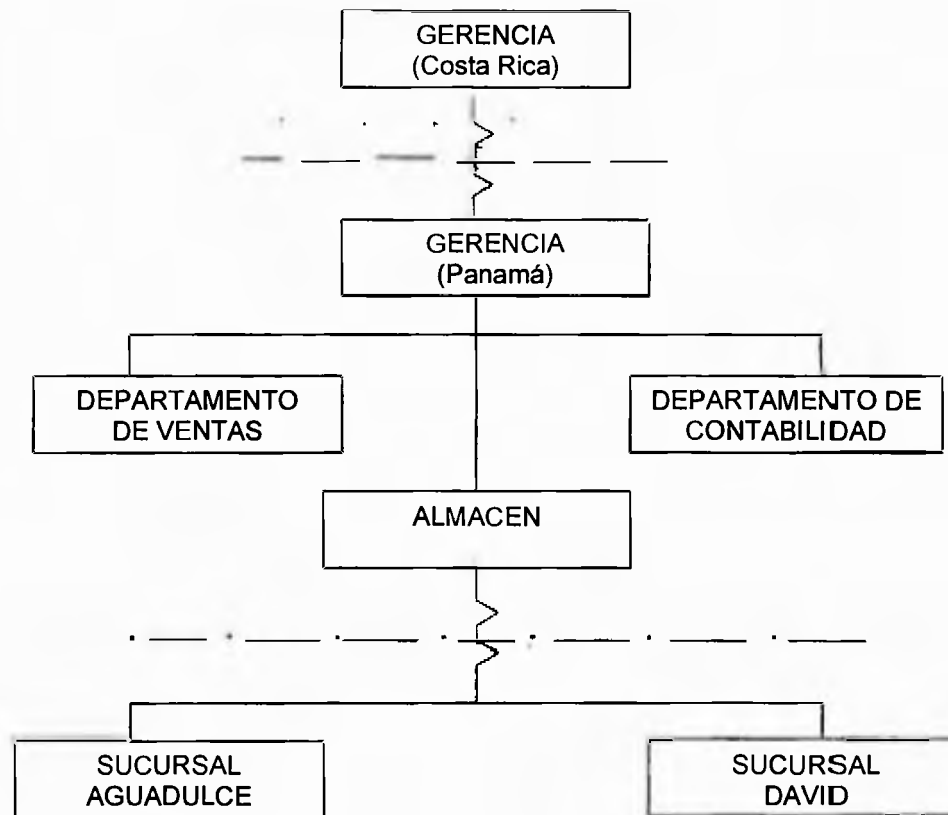 GERENCIA
(Costa Rica)
GERENCIA
(Panamá)
DEPARTAMENTO
DE VENTAS
DEPARTAMENTO DE
CONTABILIDAD
ALMACEN
SUCURSAL
AGUADULCE
SUCURSAL
DAVID